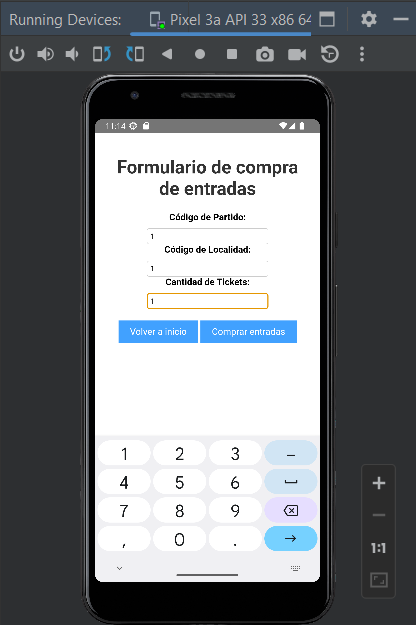 Running Devices: Pixel 3a API 33 x86 64
11:14
Formulario de compra
de entradas
Código de Partido:
1
Código de Localidad:
1
Cantidad de Tickets:
1
Volver a inicio Comprar entradas
1 2 3 –
4 5 6
7 8 9
, 0 .
1:1